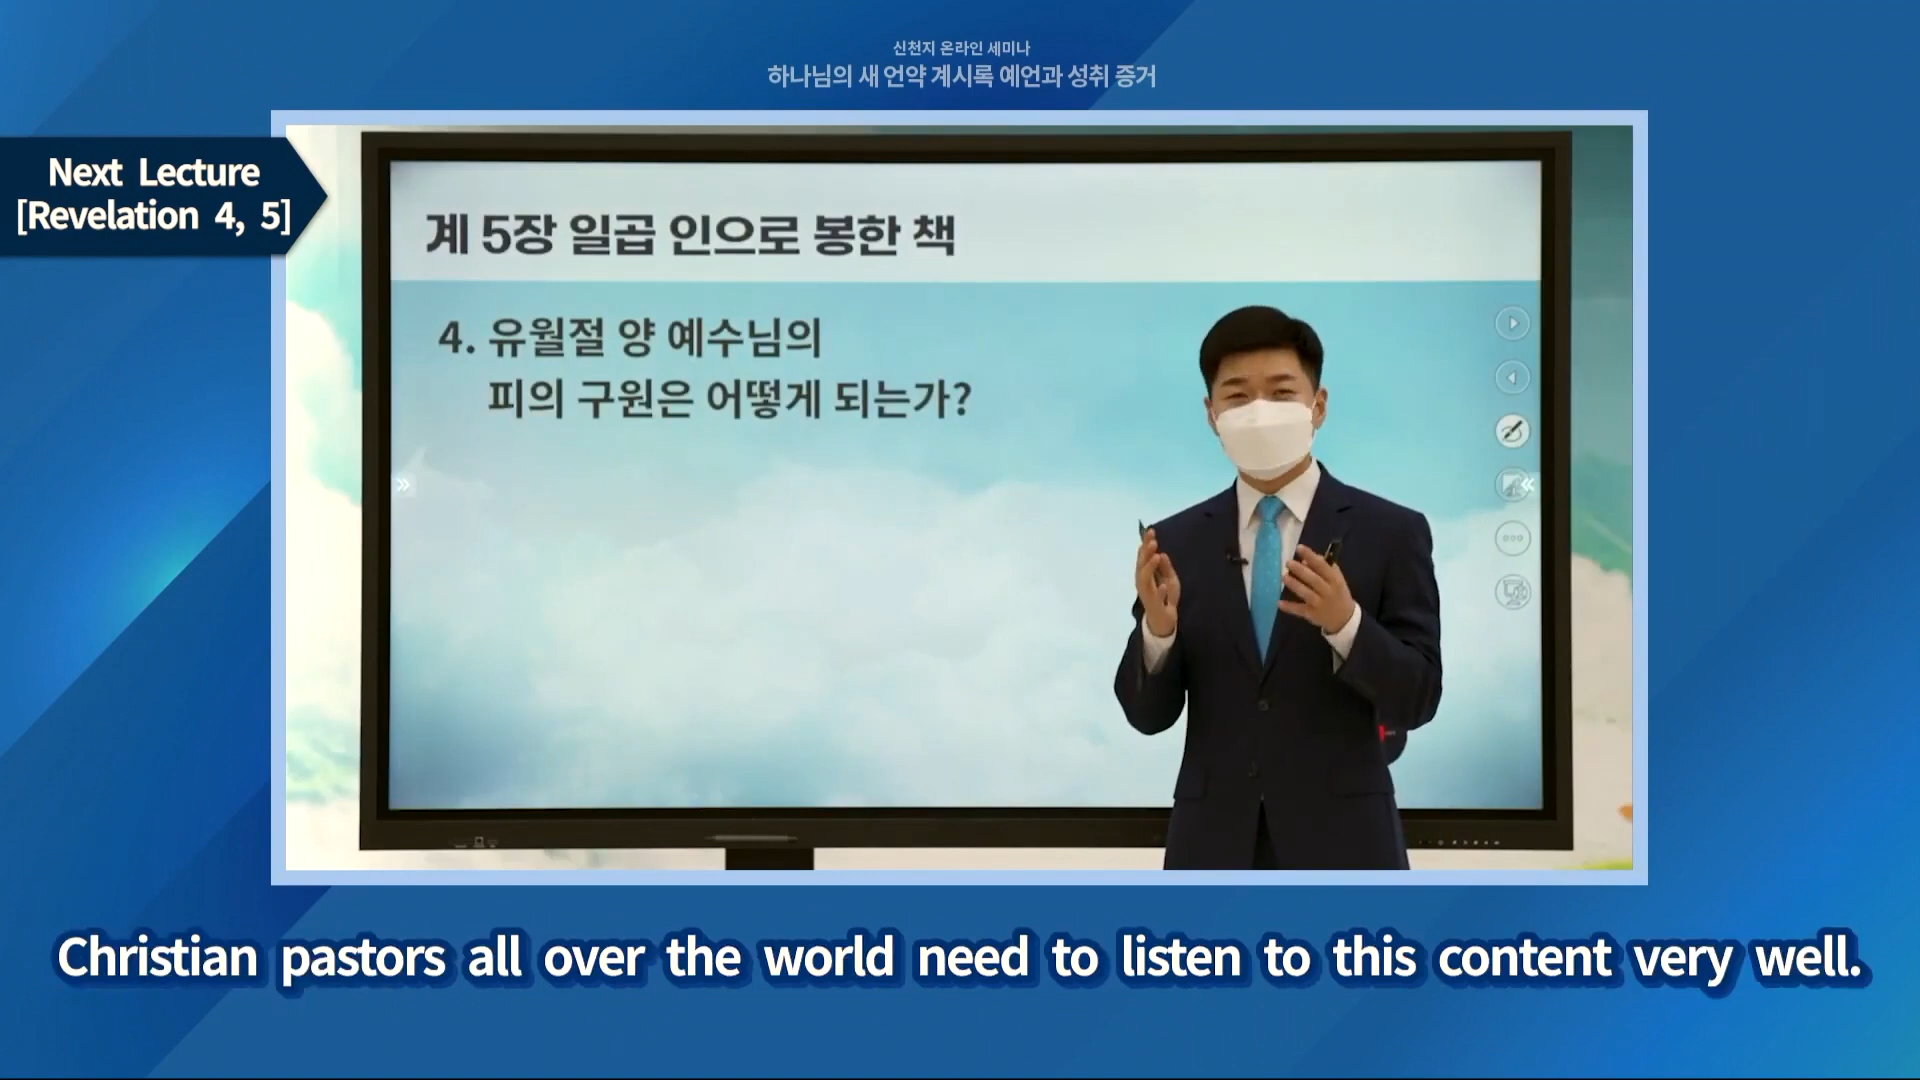 신천지 온라인 세미나
하나님의 새 언약 계시록 예언과 성취 증거
Next Lecture
[Revelation 4, 5]
계 5장 일곱 인으로 봉한 책
4. 유월절 양 예수님의
피의 구원은 어떻게 되는가?
Christian pastors all over the world need to listen to this content very well.